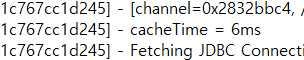 1c767cc1d245] - [channel=0x2832bbc4, /
1c767cc1d245] - cacheTime = 6ms
1c767cc1d245] - Fetching JDBC Connecti